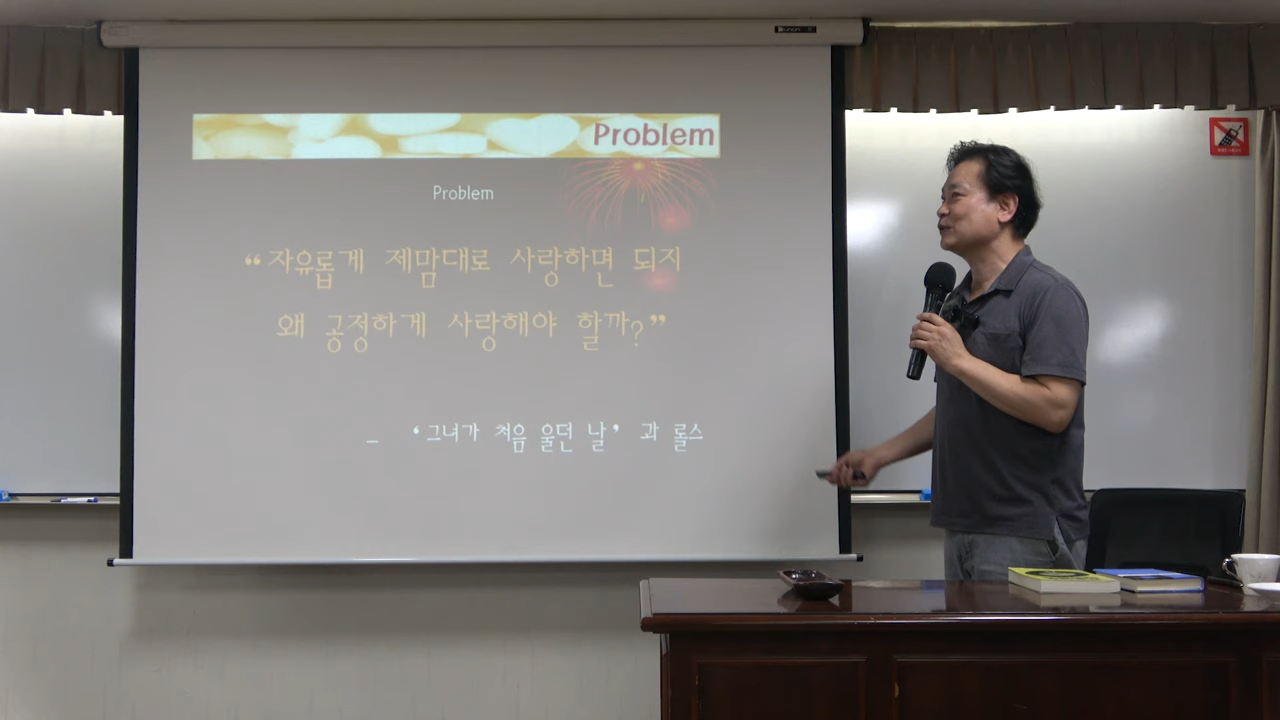 Problem
Problem
“자유롭게 제맘대로 사랑하면 되지
왜 공정하게 사랑해야 할까?”
– ‘그녀가 처음 울던 날’ 과 롤스